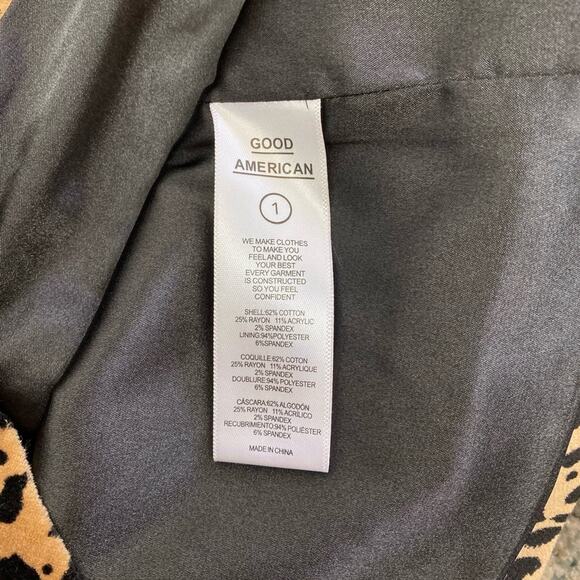 GOOD
AMERICAN
1
WE MAKE CLOTHES
TO MAKE YOU
FEEL AND LOOK
YOUR BEST
EVERY GARMENT
IS CONSTRUCTED
SO YOU FEEL
CONFIDENT
SHELL:62% COTTON
25% RAYON 11% ACRYLIC
2% SPANDEX
LINING:94%POLYESTER
6%SPANDEX
COQUILLE:62% COTON
25% RAYON 11% ACRYLIQUE
2% SPANDEX
DOUBLURE:94% POLYESTER
6% SPANDEX
CÁSCARA:62% ALGODÓN
25% RAYON 11% ACRÍLICO
2% SPANDEX
RECUBRIMIENTO:94% POLIÉSTER
6% SPANDEX
MADE IN CHINA